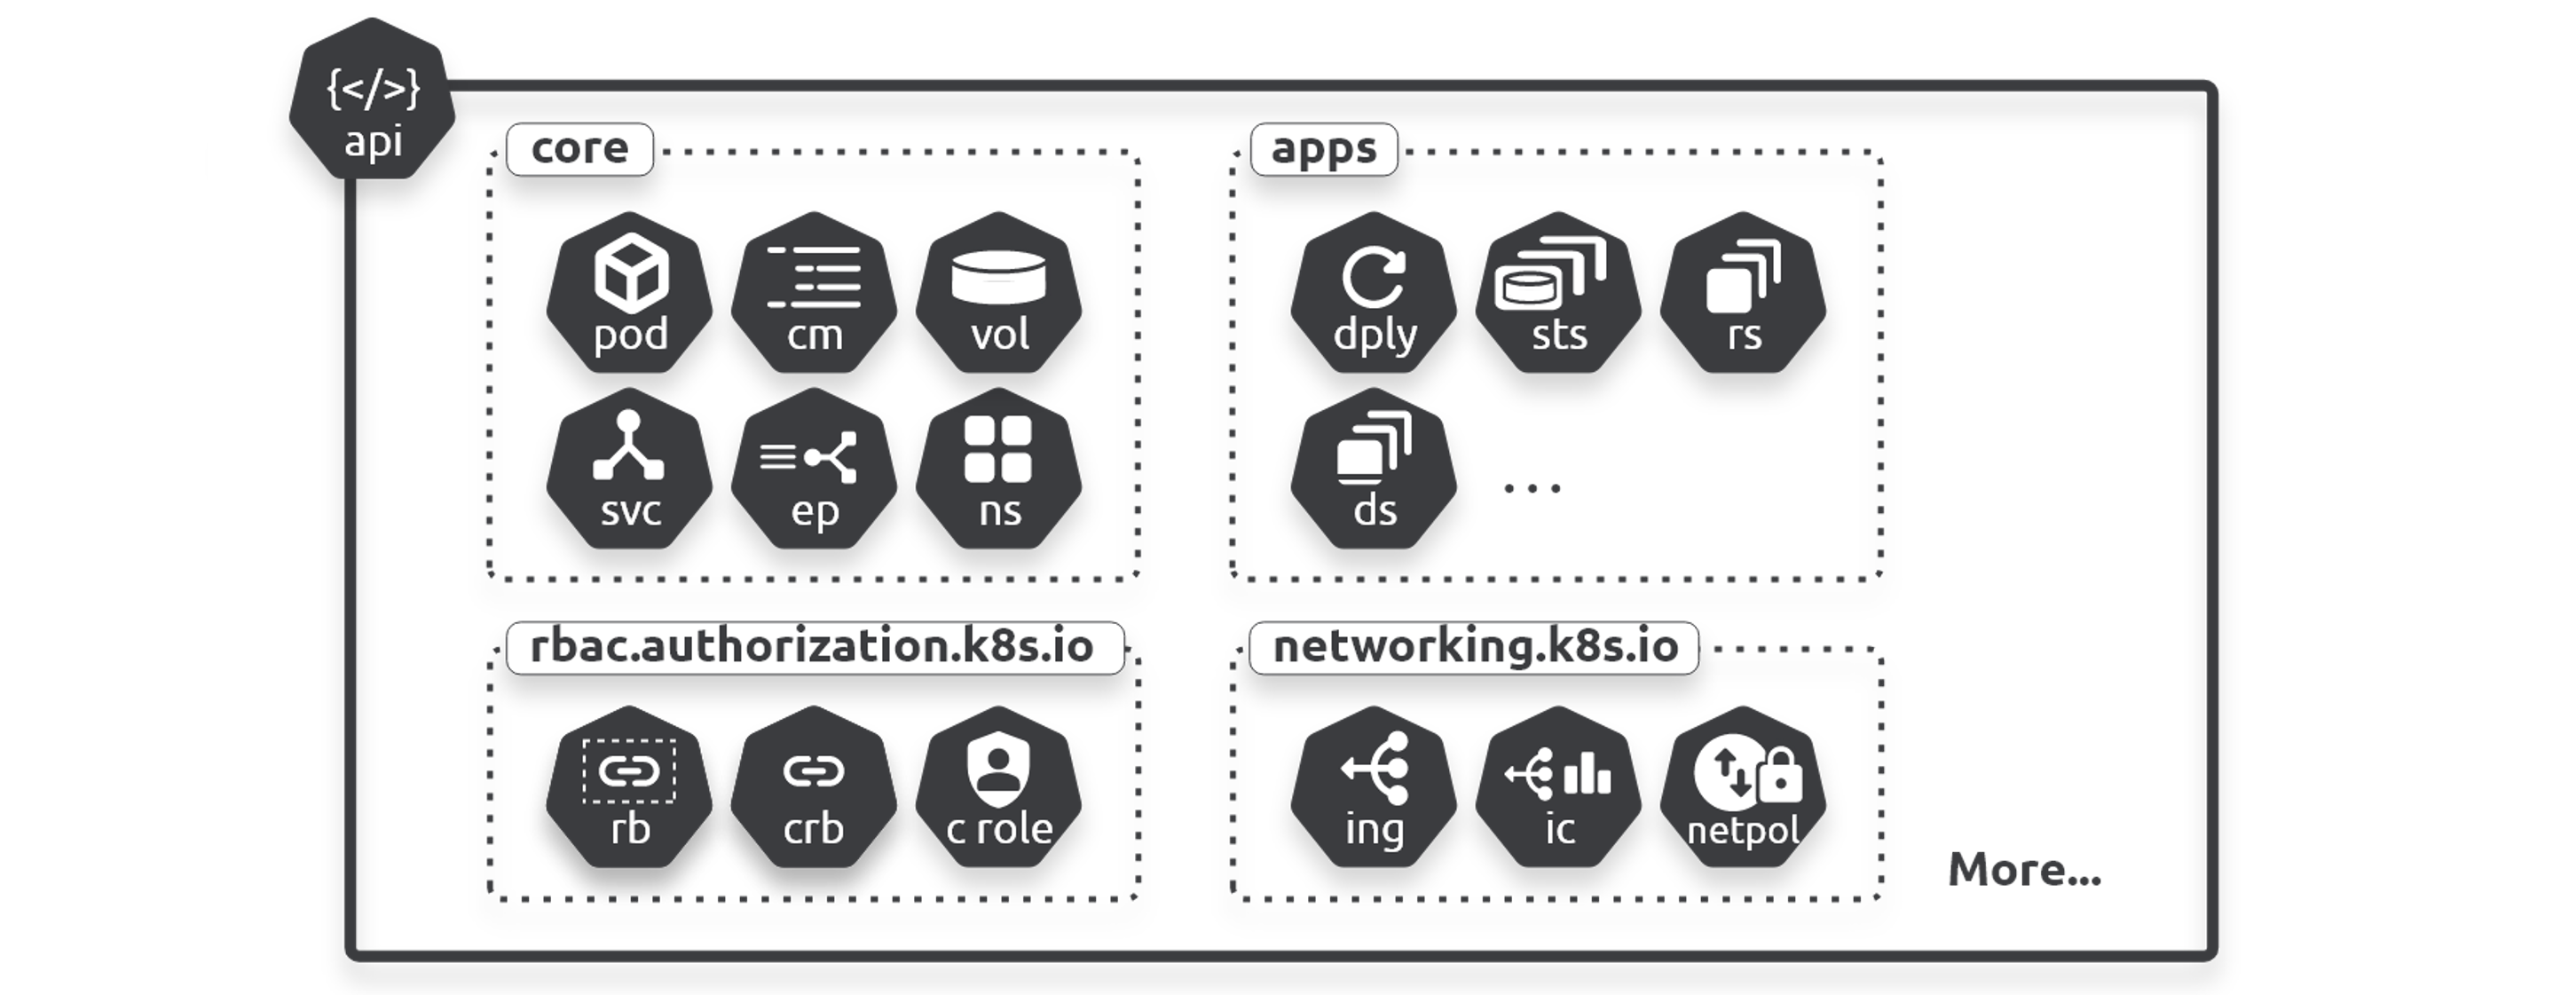 {</>}
api
core
pod cm vol
svc ep ns
apps
dply sts rs
ds ...
rbac.authorization.k8s.io
rb crb c role
networking.k8s.io
ing ic netpol
More...